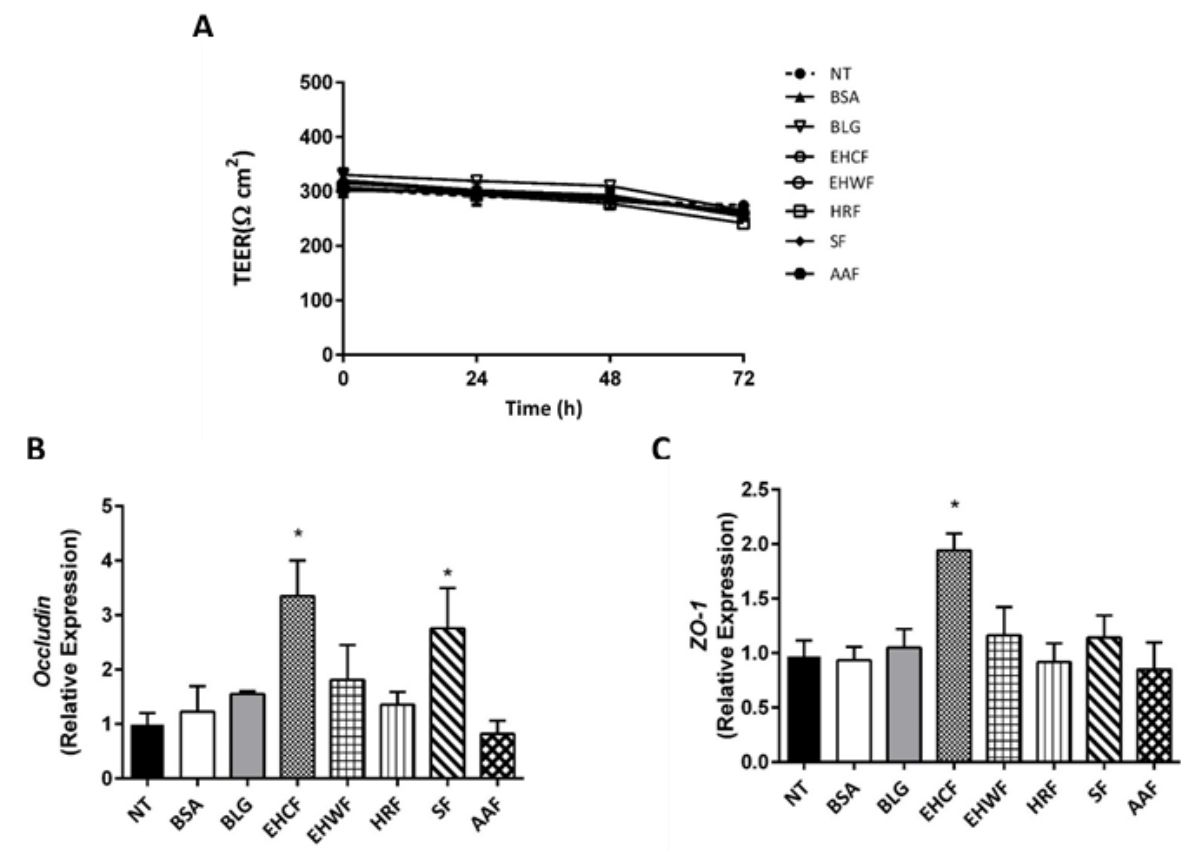 A
500
400
300
200
100
0
TEER(Ω cm²)
0 24 48 72
Time (h)
NT
BSA
BLG
EHCF
EHWF
HRF
SF
AAF
B
5
4
3
2
1
0
Occludin
(Relative Expression)
*
*
NT BSA BLG EHCF EHWF HRF SF AAF
C
2.5
2.0
1.5
1.0
0.5
0.0
ZO-1
(Relative Expression)
*
NT BSA BLG EHCF EHWF HRF SF AAF